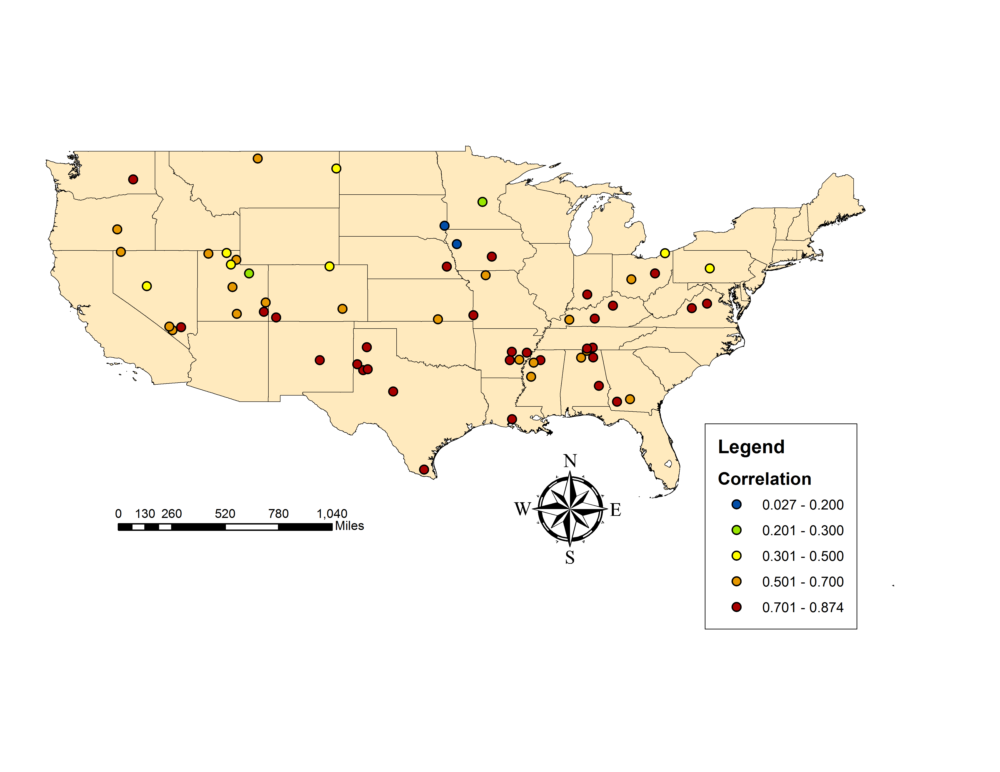 N
W E
S
0 130 260 520 780 1,040
Miles
Legend
Correlation
0.027 - 0.200
0.201 - 0.300
0.301 - 0.500
0.501 - 0.700
0.701 - 0.874